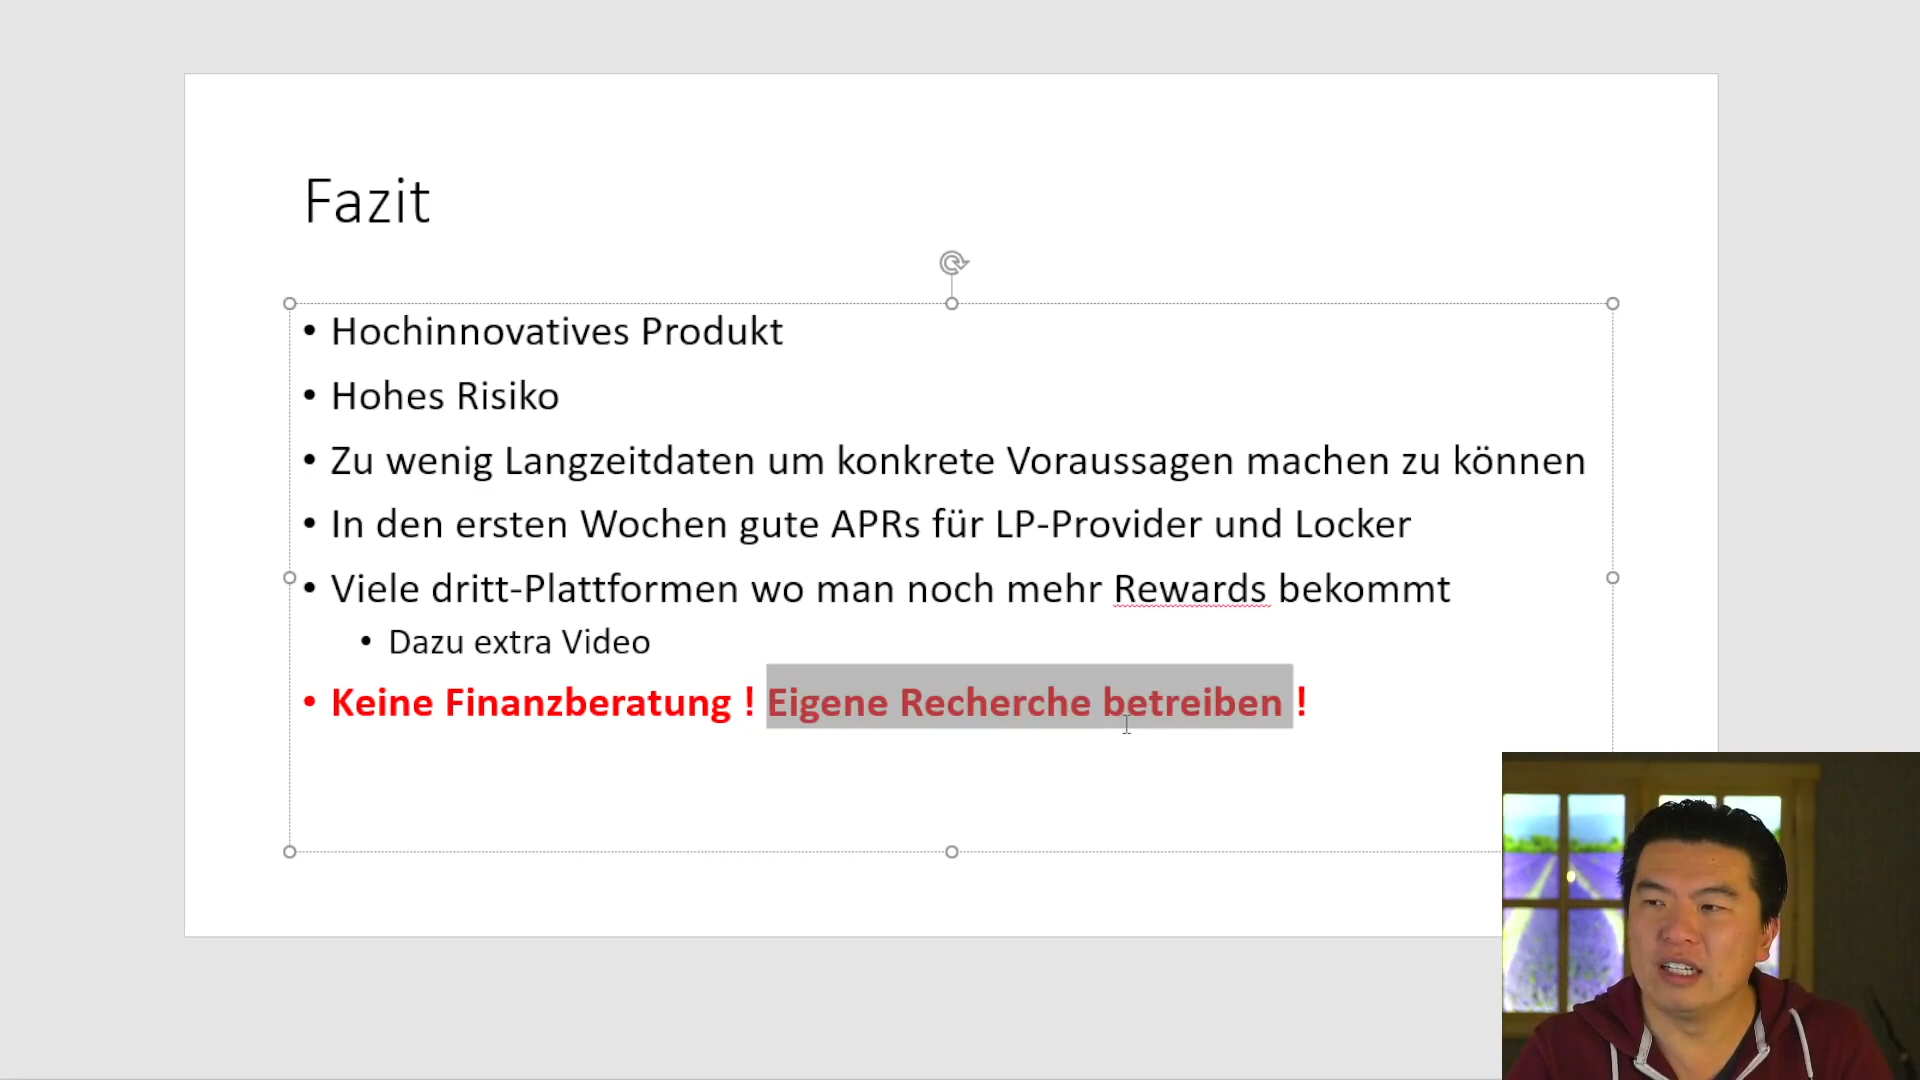 Fazit
• Hochinnovatives Produkt
• Hohes Risiko
• Zu wenig Langzeitdaten um konkrete Voraussagen machen zu können
• In den ersten Wochen gute APRs für LP-Provider und Locker
• Viele dritt-Plattformen wo man noch mehr Rewards bekommt
• Dazu extra Video
• Keine Finanzberatung ! Eigene Recherche betreiben !